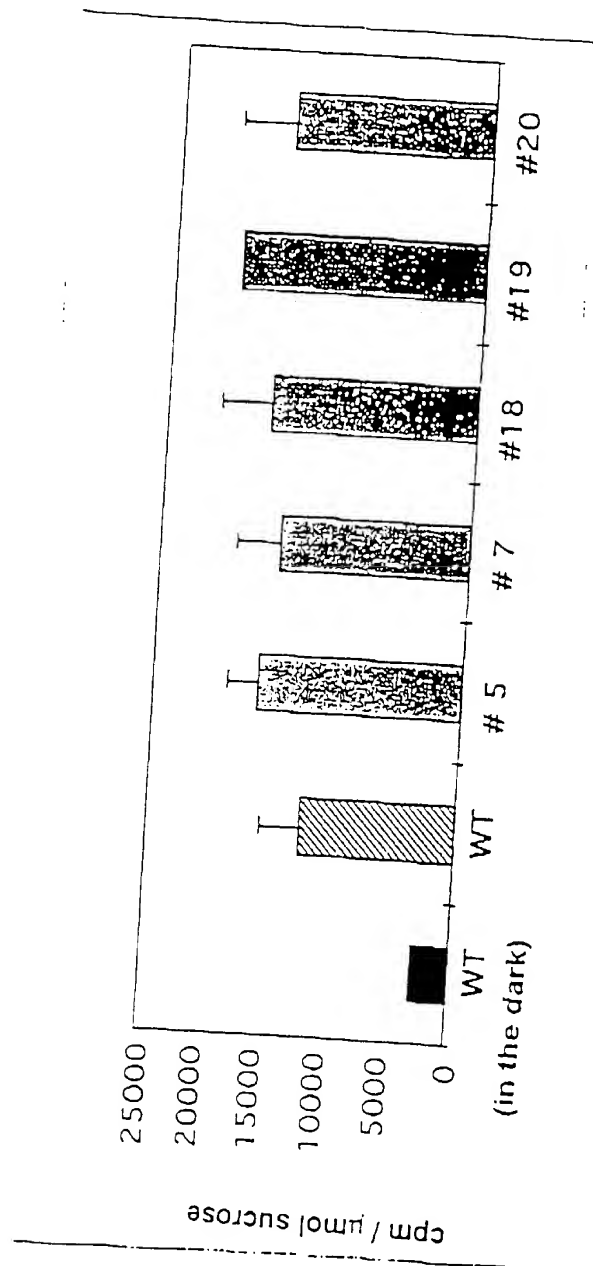 cpm / μmol sucrose
25000
20000
15000
10000
5000
0
WT
(in the dark)
WT
# 5
# 7
#18
#19
#20